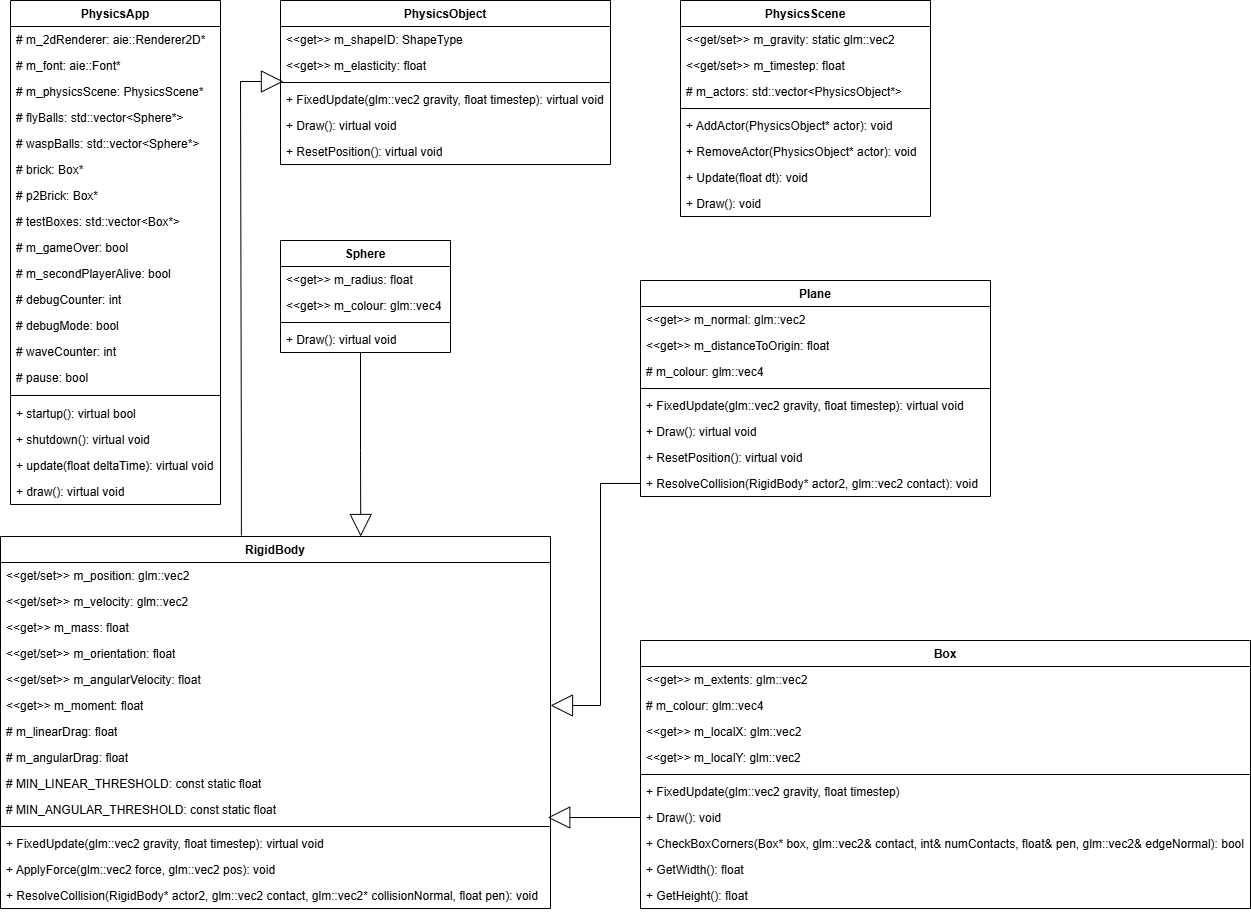 PhysicsApp
# m_2dRenderer: aie::Renderer2D*
# m_font: aie::Font*
# m_physicsScene: PhysicsScene*
# flyBalls: std::vector<Sphere*>
# waspBalls: std::vector<Sphere*>
# brick: Box*
# p2Brick: Box*
# testBoxes: std::vector<Box*>
# m_gameOver: bool
# m_secondPlayerAlive: bool
# debugCounter: int
# debugMode: bool
# waveCounter: int
# pause: bool
+ startup(): virtual bool
+ shutdown(): virtual void
+ update(float deltaTime): virtual void
+ draw(): virtual void
PhysicsObject
<<get>> m_shapeID: ShapeType
<<get>> m_elasticity: float
+ FixedUpdate(glm::vec2 gravity, float timestep): virtual void
+ Draw(): virtual void
+ ResetPosition(): virtual void
PhysicsScene
<<get/set>> m_gravity: static glm::vec2
<<get/set>> m_timestep: float
# m_actors: std::vector<PhysicsObject*>
+ AddActor(PhysicsObject* actor): void
+ RemoveActor(PhysicsObject* actor): void
+ Update(float dt): void
+ Draw(): void
Sphere
<<get>> m_radius: float
<<get>> m_colour: glm::vec4
+ Draw(): virtual void
Plane
<<get>> m_normal: glm::vec2
<<get>> m_distanceToOrigin: float
# m_colour: glm::vec4
+ FixedUpdate(glm::vec2 gravity, float timestep): virtual void
+ Draw(): virtual void
+ ResetPosition(): virtual void
+ ResolveCollision(RigidBody* actor2, glm::vec2 contact): void
RigidBody
<<get/set>> m_position: glm::vec2
<<get/set>> m_velocity: glm::vec2
<<get>> m_mass: float
<<get/set>> m_orientation: float
<<get/set>> m_angularVelocity: float
<<get>> m_moment: float
# m_linearDrag: float
# m_angularDrag: float
# MIN_LINEAR_THRESHOLD: const static float
# MIN_ANGULAR_THRESHOLD: const static float
+ FixedUpdate(glm::vec2 gravity, float timestep): virtual void
+ ApplyForce(glm::vec2 force, glm::vec2 pos): void
+ ResolveCollision(RigidBody* actor2, glm::vec2 contact, glm::vec2* collisionNormal, float pen): void
Box
<<get>> m_extents: glm::vec2
# m_colour: glm::vec4
<<get>> m_localX: glm::vec2
<<get>> m_localY: glm::vec2
+ FixedUpdate(glm::vec2 gravity, float timestep)
+ Draw(): void
+ CheckBoxCorners(Box* box, glm::vec2& contact, int& numContacts, float& pen, glm::vec2& edgeNormal): bool
+ GetWidth(): float
+ GetHeight(): float